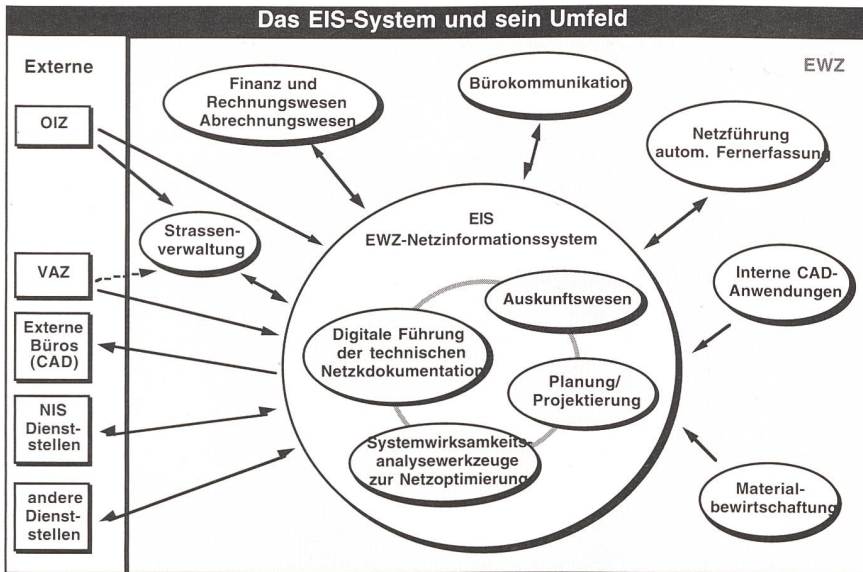 Das EIS-System und sein Umfeld
Externe
EWZ
OIZ
VAZ
Externe
Büros
(CAD)
NIS
Dienst-
stellen
andere
Dienst-
stellen
Finanz und
Rechnungswesen
Abrechnungswesen
Bürokommunikation
Netzführung
autom. Fernerfassung
Strassen-
verwaltung
EIS
EWZ-Netzinformationssystem
Auskunftswesen
Digitale Führung
der technischen
Netzkdokumentation
Planung/
Projektierung
Systemwirksamkeits-
analysewerkzeuge
zur Netzoptimierung
Interne CAD-
Anwendungen
Material-
bewirtschaftung